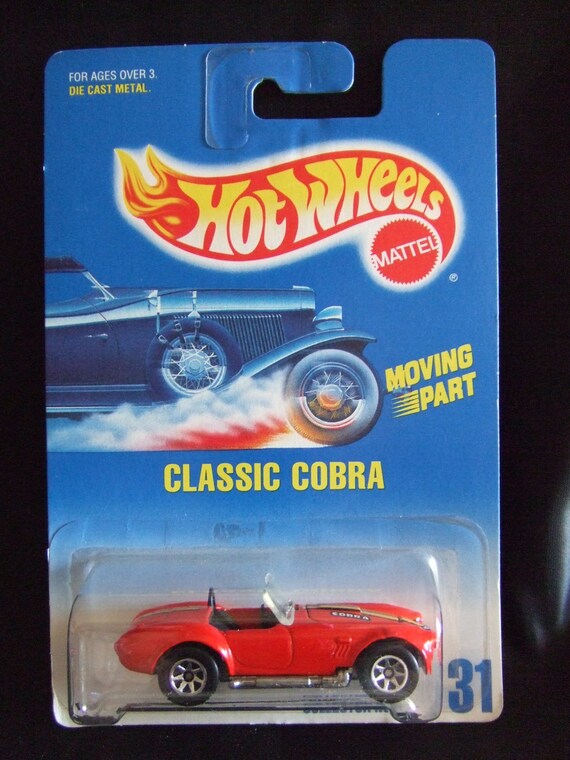 FOR AGES OVER 3.
DIE CAST METAL.
HOT WHEELS
MATTEL
®
MOVING
PART
CLASSIC COBRA
COBRA
31